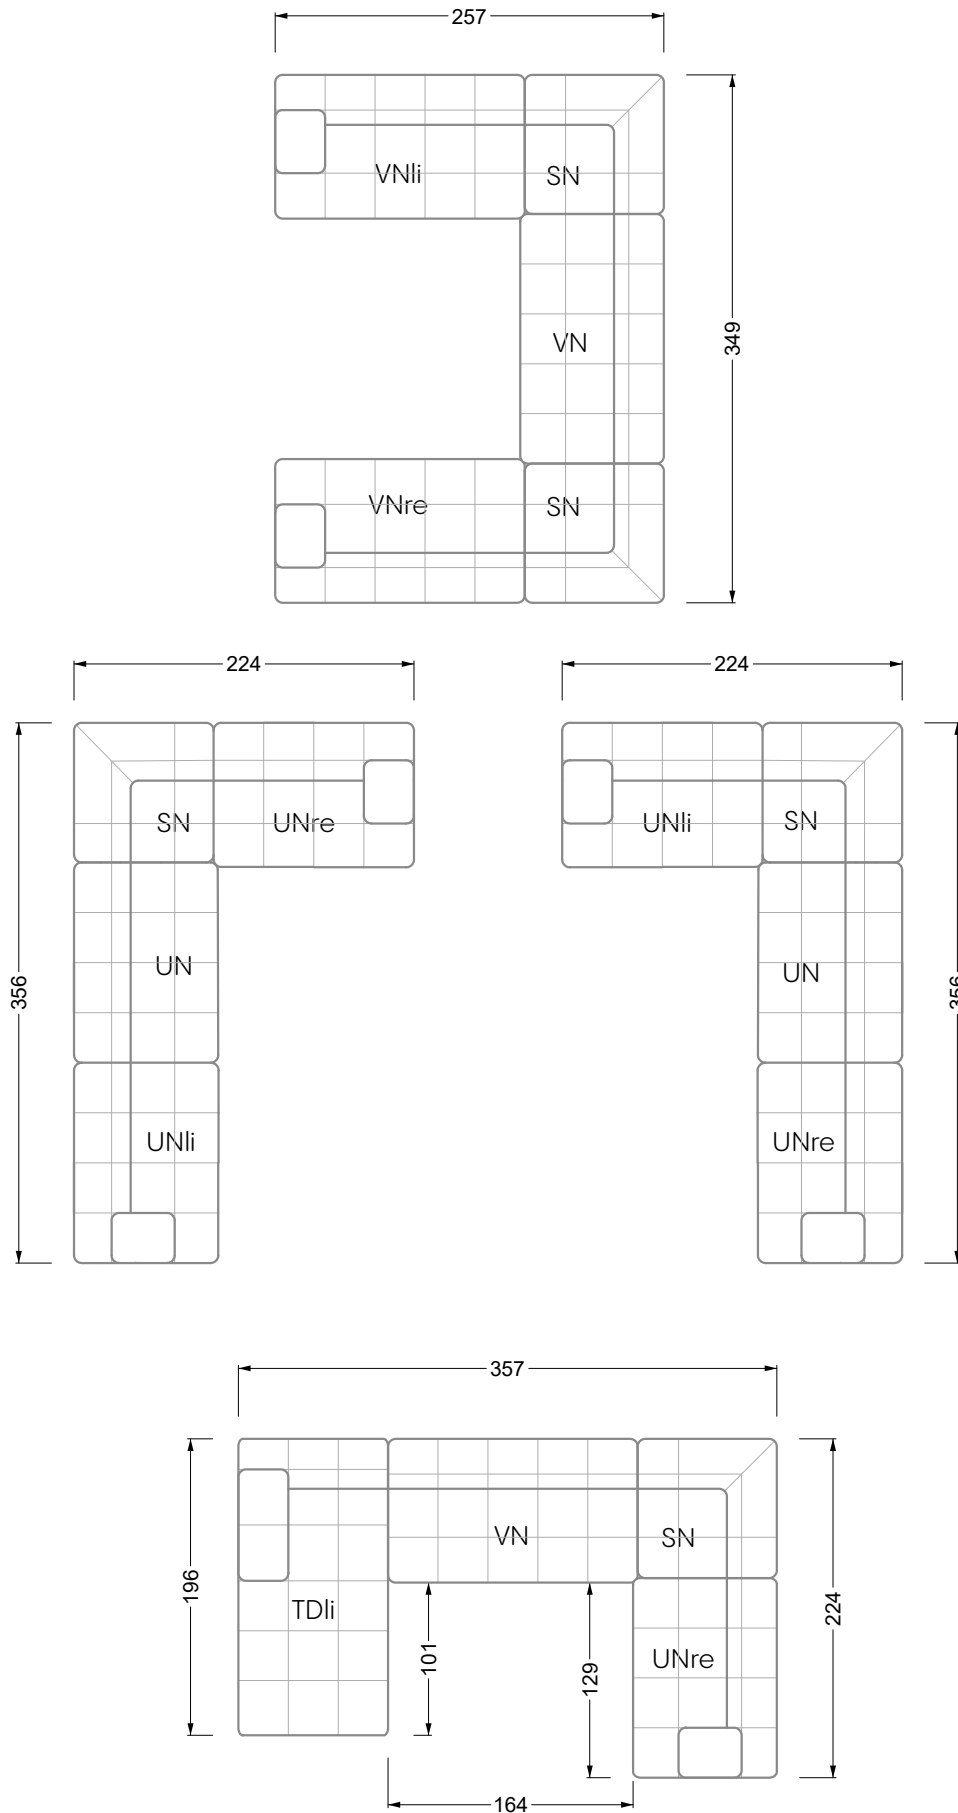 257
VNli
SN
VN
349
VNre
SN
224
224
SN
UNre
UNli
SN
UN
UN
356
356
UNli
UNre
357
VN
SN
196
TDli
224
101
129
UNre
164